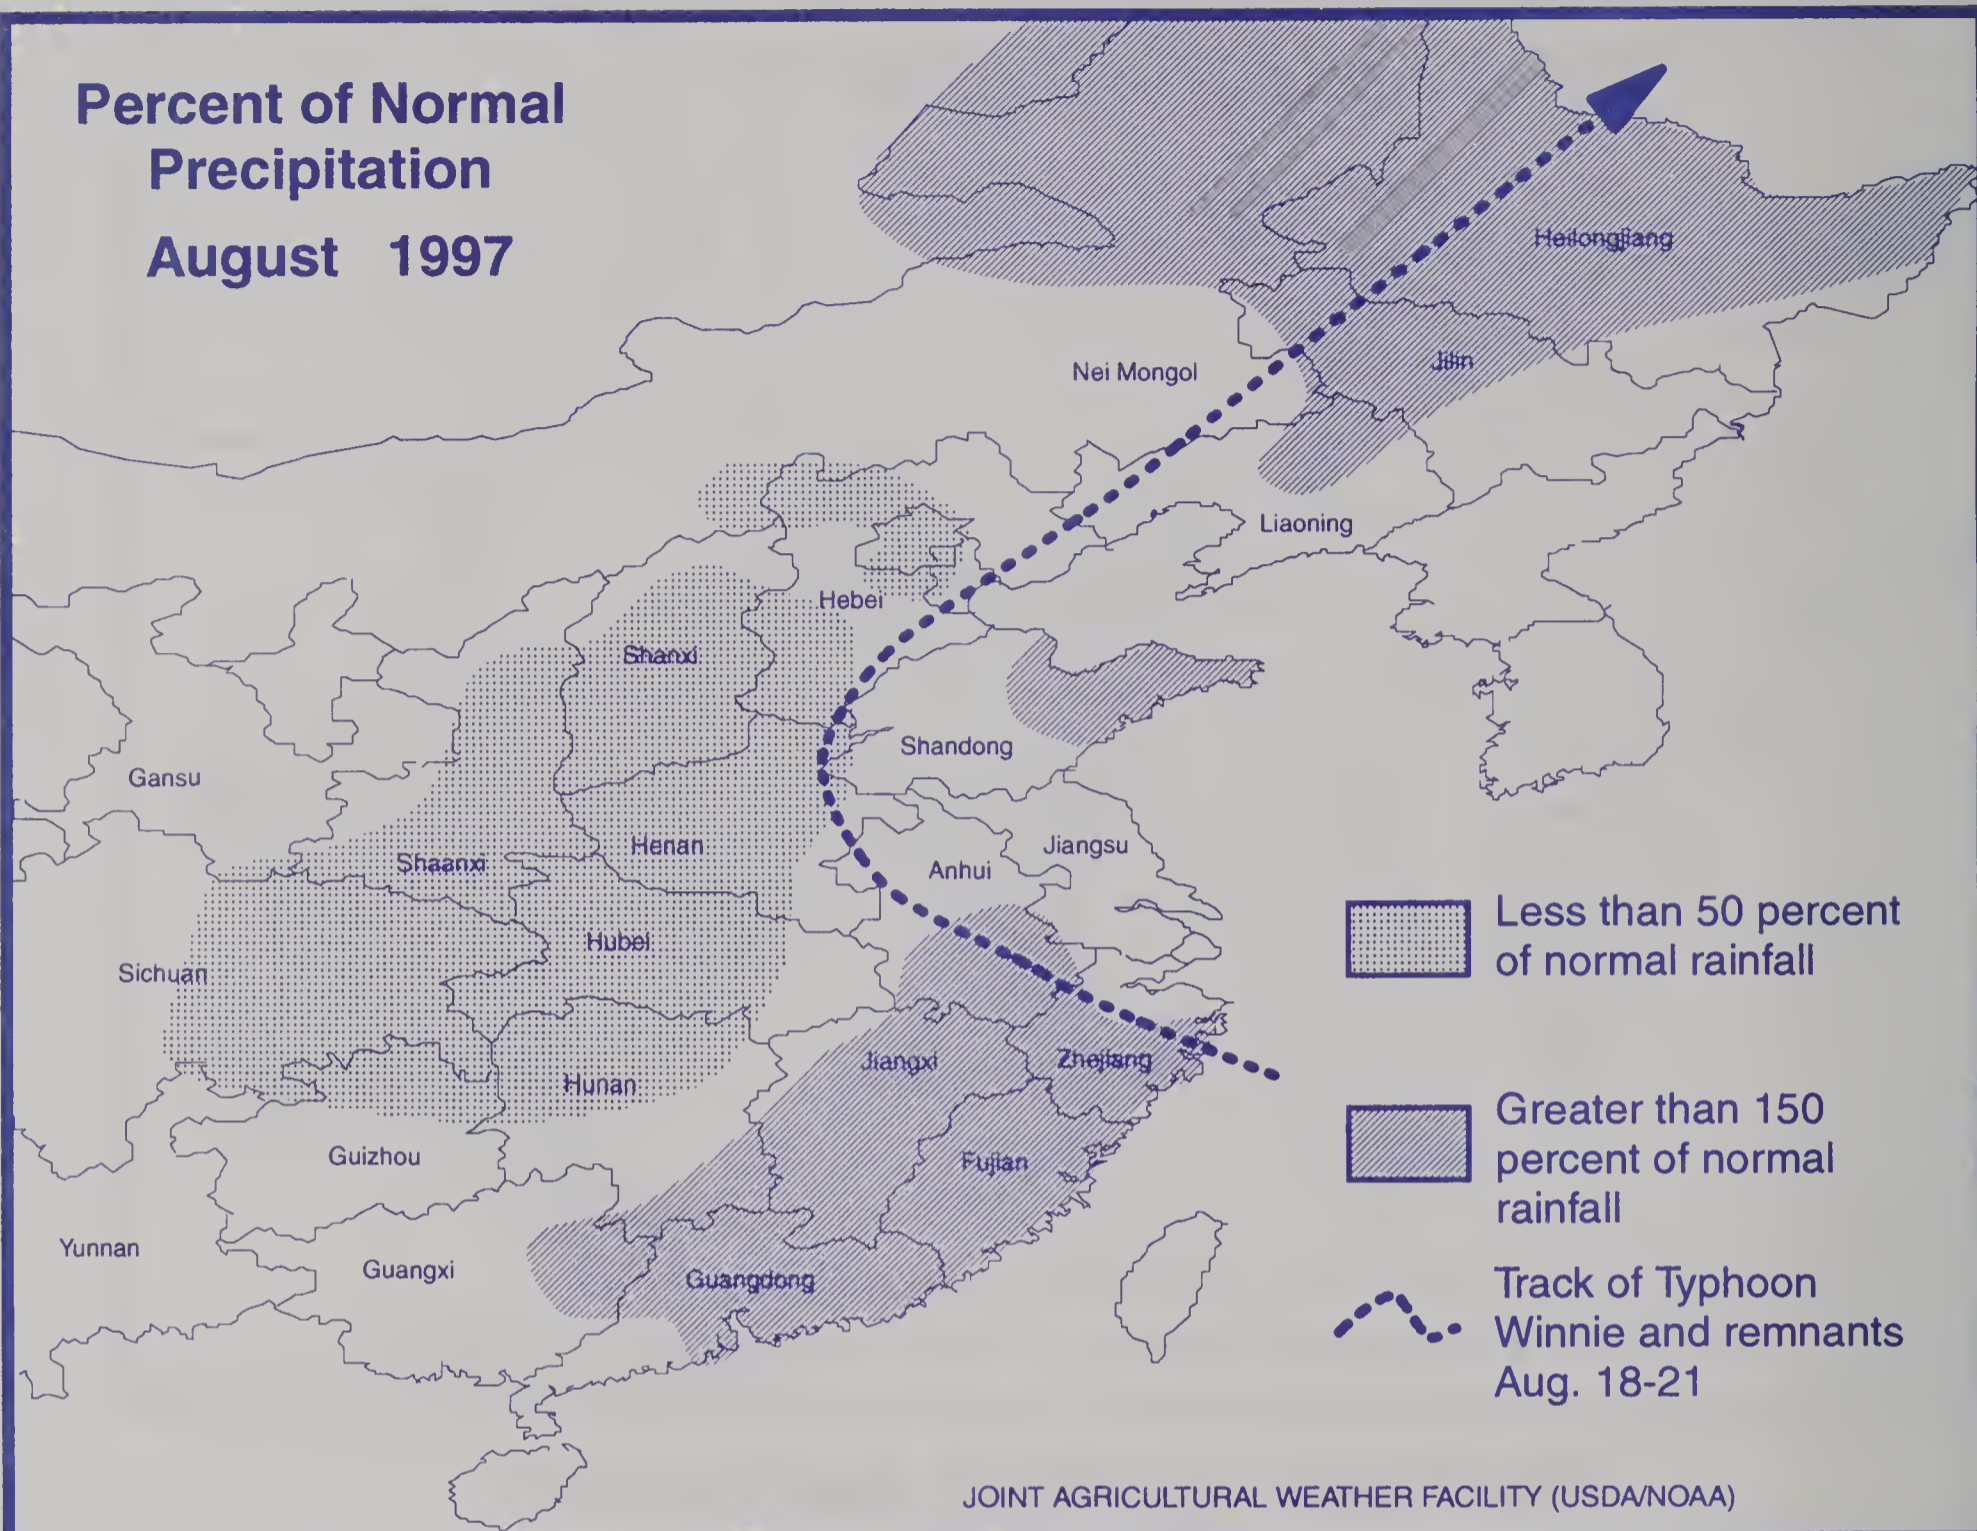 Percent of Normal
Precipitation
August 1997
Heilongjiang
Jilin
Nei Mongol
Liaoning
Hebei
Shanxi
Shandong
Gansu
Henan
Jiangsu
Shaanxi
Anhui
Hubei
Sichuan
Jiangxi
Zhejiang
Hunan
Guizhou
Fujian
Yunnan
Guangxi
Guangdong
Less than 50 percent
of normal rainfall
Greater than 150
percent of normal
rainfall
Track of Typhoon
Winnie and remnants
Aug. 18-21
JOINT AGRICULTURAL WEATHER FACILITY (USDA/NOAA)